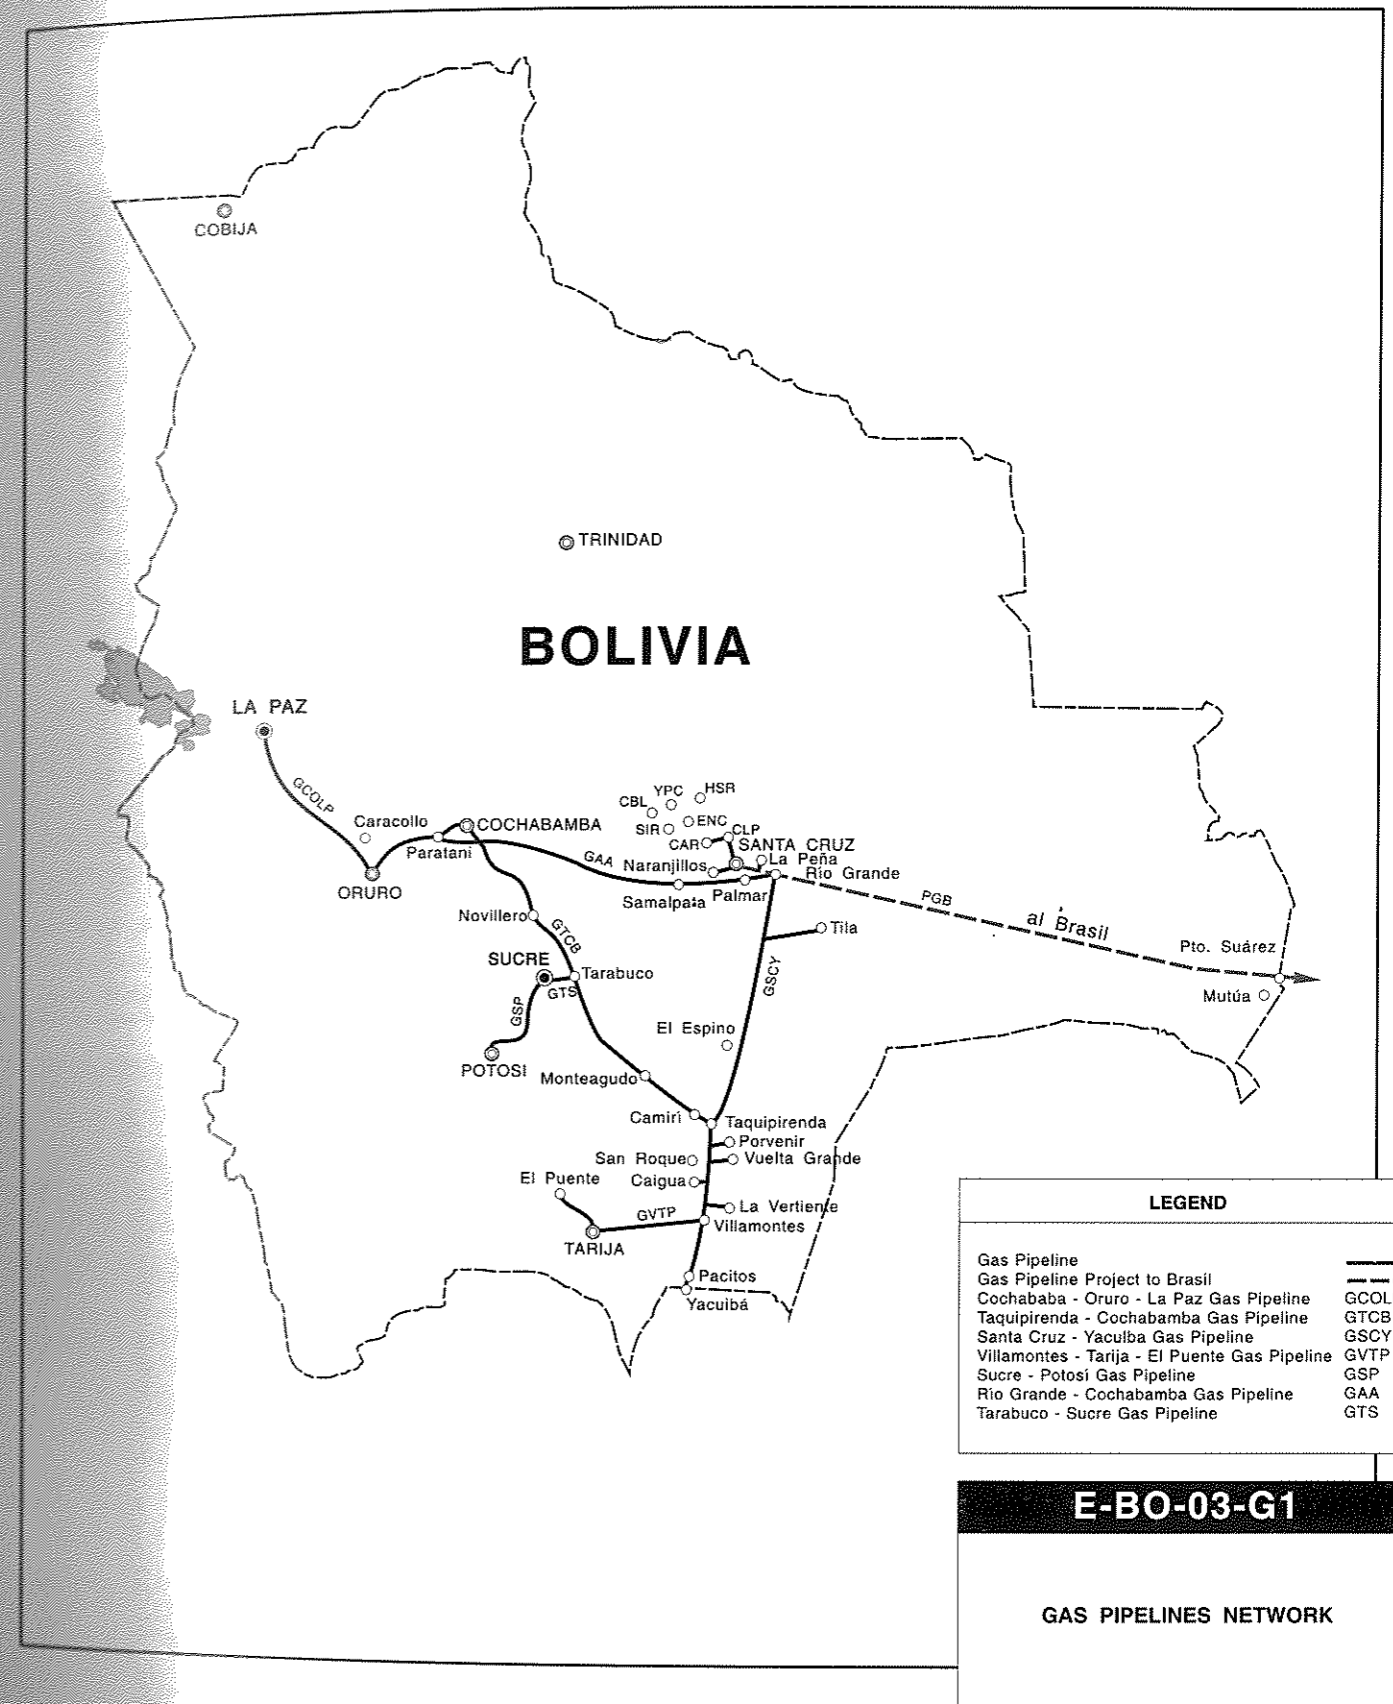 COBIJA
TRINIDAD
BOLIVIA
LA PAZ
GCOLP
Caracollo
Paratani
COCHABAMBA
ORURO
CBL
YPC
HSR
SIR
ENC
CAR
CLP
SANTA CRUZ
La Peña
GAA
Naranjillos
Río Grande
Samalpata
Palmar
PGB
al Brasil
Novillero
GTCB
Tila
Pto. Suárez
Mutúa
SUCRE
Tarabuco
GTS
GSP
GSCY
El Espino
POTOSI
Monteagudo
Camiri
Taquipirenda
Porvenir
San Roque
Vuelta Grande
El Puente
Caigua
La Vertiente
GVTP
Villamontes
TARIJA
Pacitos
Yacuibá
LEGEND
Gas Pipeline
Gas Pipeline Project to Brasil
Cochababa - Oruro - La Paz Gas Pipeline GCOL
Taquipirenda - Cochabamba Gas Pipeline GTCB
Santa Cruz - Yaculba Gas Pipeline GSCY
Villamontes - Tarija - El Puente Gas Pipeline GVTP
Sucre - Potosí Gas Pipeline GSP
Río Grande - Cochabamba Gas Pipeline GAA
Tarabuco - Sucre Gas Pipeline GTS
E-BO-03-G1
GAS PIPELINES NETWORK